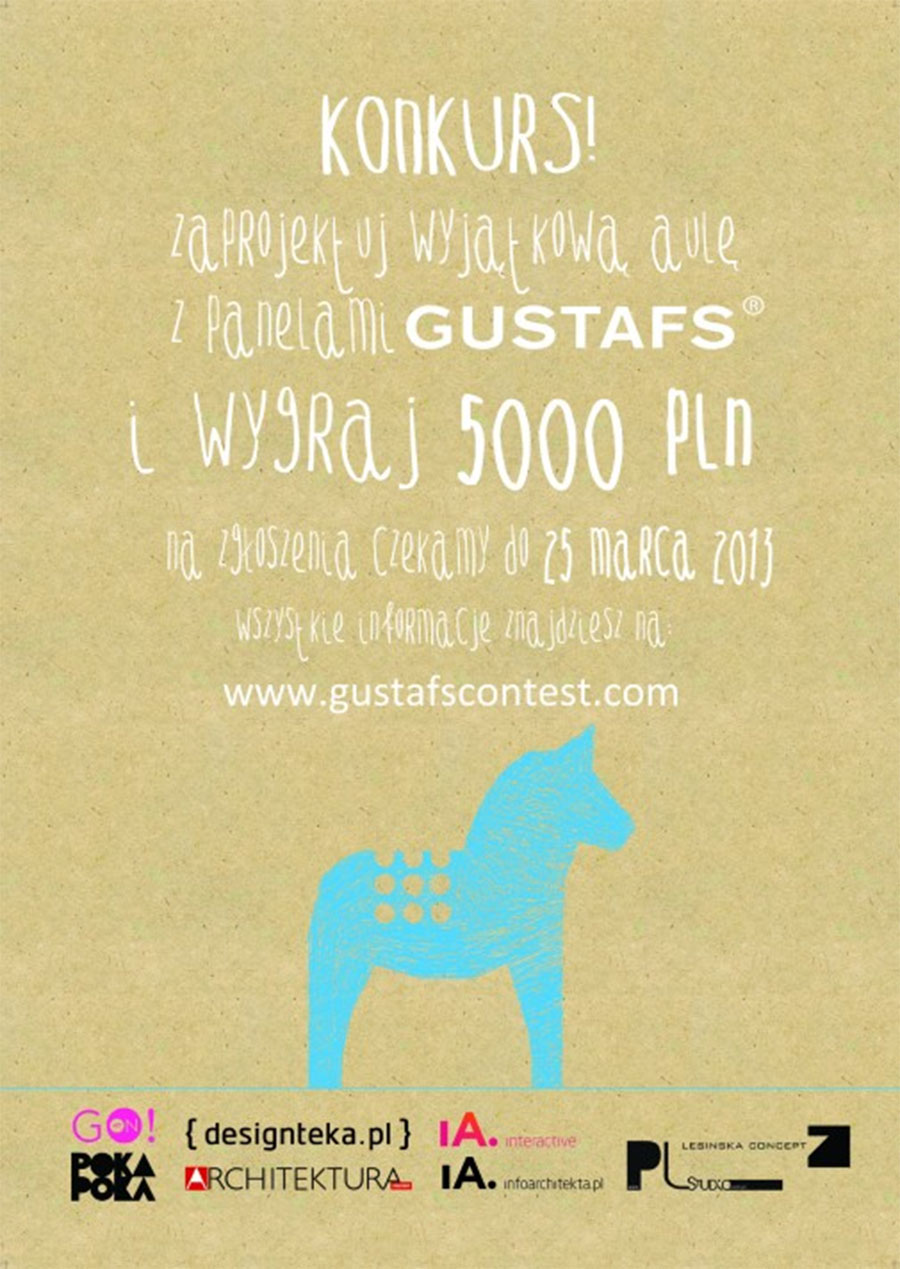 KONKURS!
zaprojektuj wyjątkową aulę
z panelami GUSTAFS®
i wygraj 5000 PLN
na zgłoszenia czekamy do 25 marca 2013
wszystkie informacje znajdziesz na:
www.gustafscontest.com
GO ON!
{designteka.pl}
IA. interactive
LESINSKA CONCEPT
POKA
POKA
ARCHITEKTURA
IA. infoarchitekta.pl
PL STUDIO